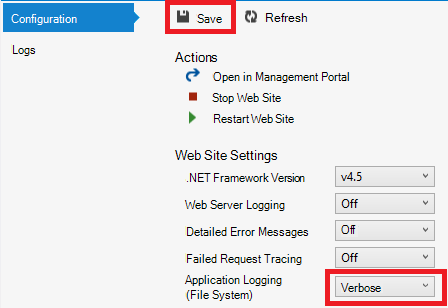 Configuration
Save
Refresh
Logs
Actions
Open in Management Portal
Stop Web Site
Restart Web Site
Web Site Settings
.NET Framework Version
v4.5
Web Server Logging
Off
Detailed Error Messages
Off
Failed Request Tracing
Off
Application Logging
(File System)
Verbose